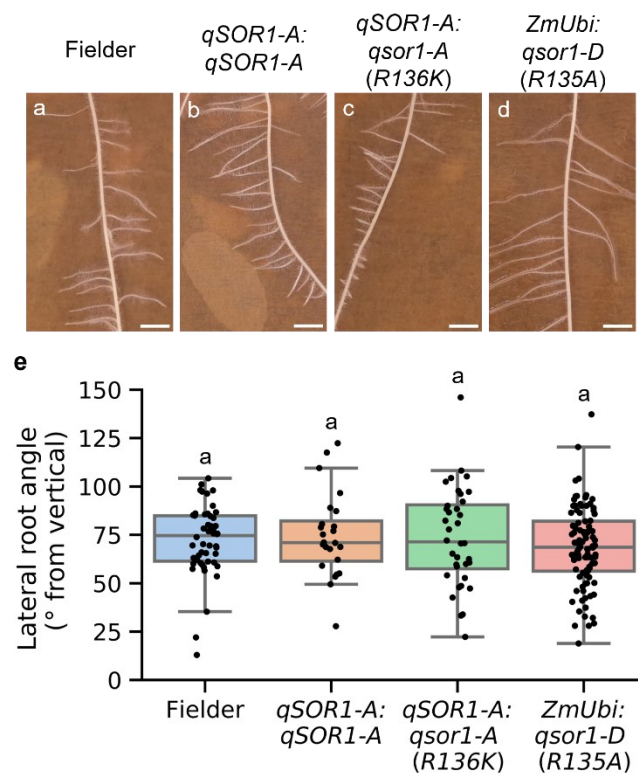 Fielder
qSOR1-A:
qSOR1-A
qSOR1-A:
qsor1-A
(R136K)
ZmUbi:
qsor1-D
(R135A)
a
b
c
d
e
150
125
100
75
50
25
0
Lateral root angle
(° from vertical)
a
a
a
a
Fielder
qSOR1-A:
qSOR1-A
qSOR1-A:
qsor1-A
(R136K)
ZmUbi:
qsor1-D
(R135A)